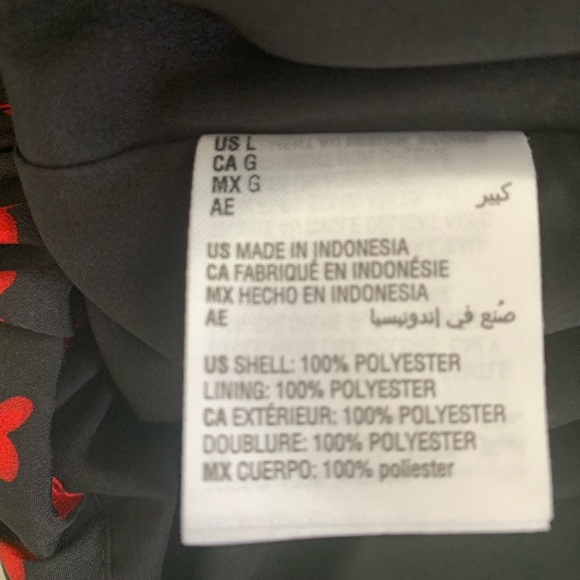 US L
CA G
MX G
AE كبير
US MADE IN INDONESIA
CA FABRIQUÉ EN INDONÉSIE
MX HECHO EN INDONESIA
AE صُنع في إندونيسيا
US SHELL: 100% POLYESTER
LINING: 100% POLYESTER
CA EXTÉRIEUR: 100% POLYESTER
DOUBLURE: 100% POLYESTER
MX CUERPO: 100% poliester